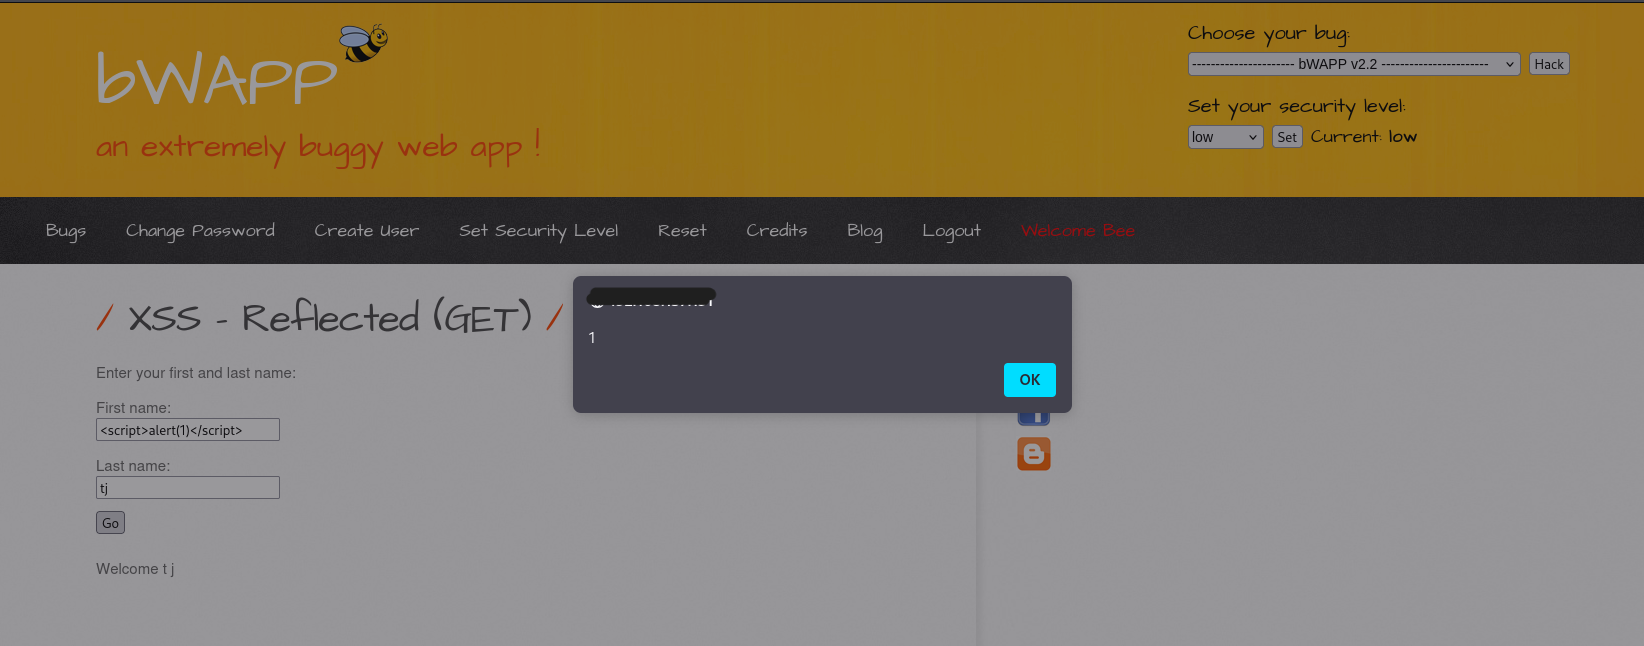 bWAPP
an extremely buggy web app !
Choose your bug:
---------------------- bWAPP v2.2 -----------------------
Hack
Set your security level:
low
Set
Current: low
Bugs
Change Password
Create User
Set Security Level
Reset
Credits
Blog
Logout
Welcome Bee
/ XSS - Reflected (GET) /
1
OK
Enter your first and last name:
First name:
<script>alert(1)</script>
Last name:
tj
Go
Welcome t j